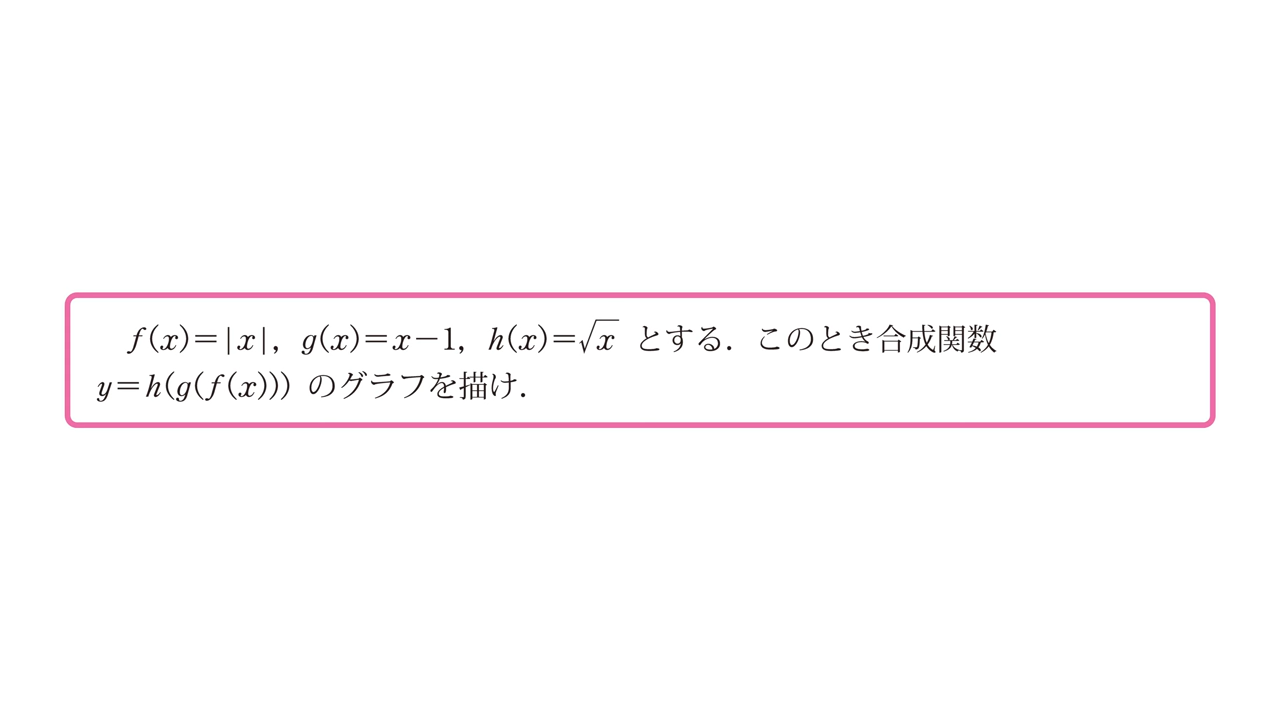 f(x)=|x|，g(x)=x−1，h(x)=√x とする．このとき合成関数
y=h(g(f(x))) のグラフを描け．